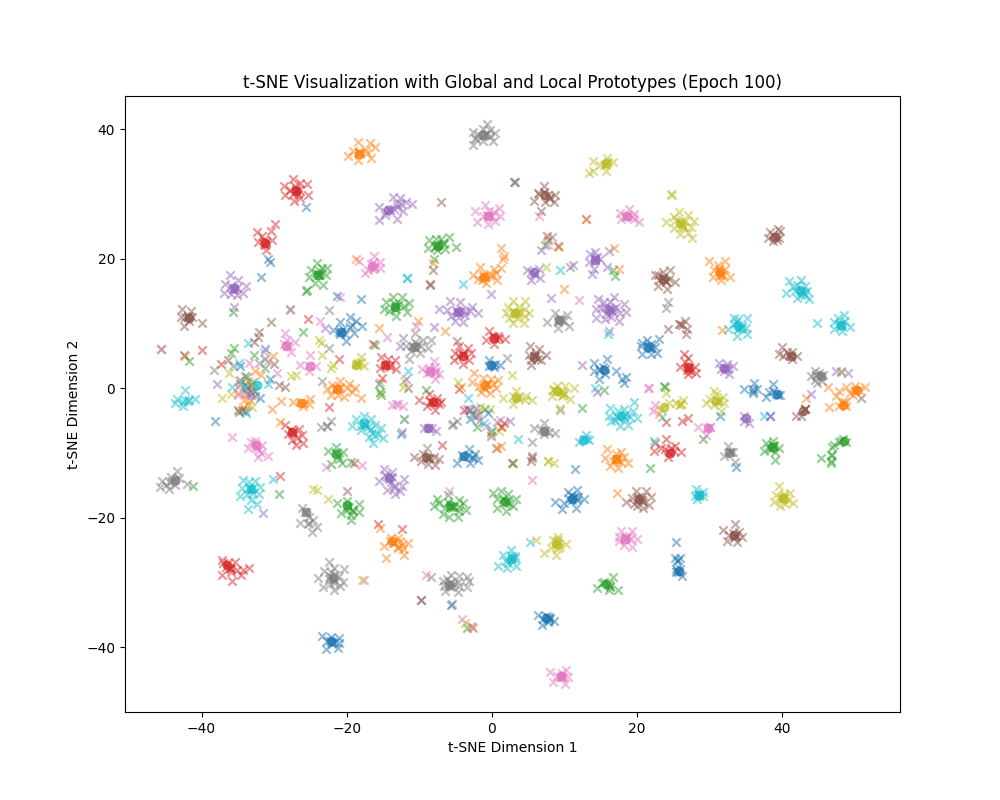 t-SNE Visualization with Global and Local Prototypes (Epoch 100)
40
20
0
−20
−40
t-SNE Dimension 2
−40 −20 0 20 40
t-SNE Dimension 1